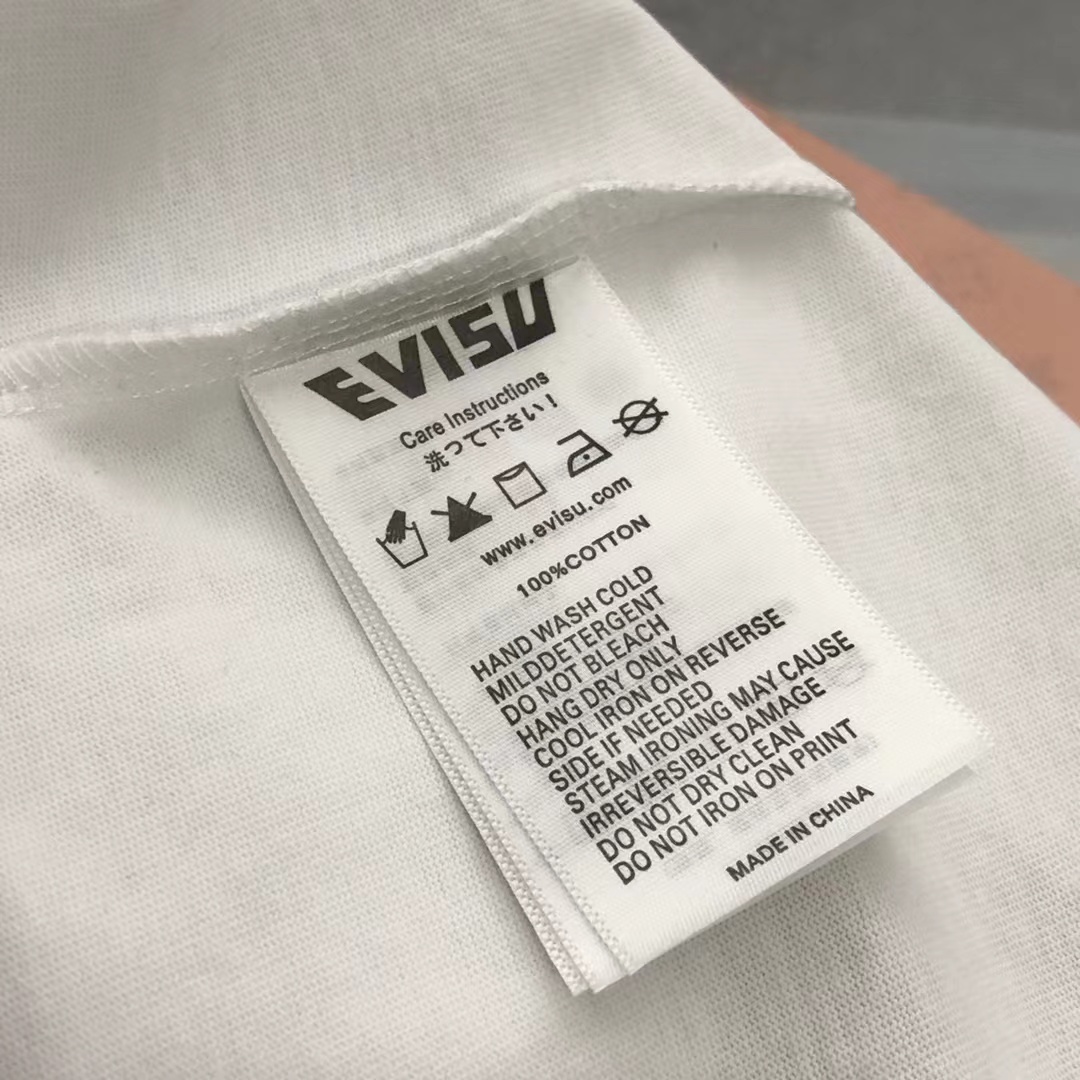 EVISU
Care Instructions
洗って下さい!
www.evisu.com
100%COTTON
HAND WASH COLD
MILDDETERGENT
DO NOT BLEACH
HANG DRY ONLY
COOL IRON ON REVERSE
SIDE IF NEEDED
STEAM IRONING MAY CAUSE
IRREVERSIBLE DAMAGE
DO NOT DRY CLEAN
DO NOT IRON ON PRINT
MADE IN CHINA